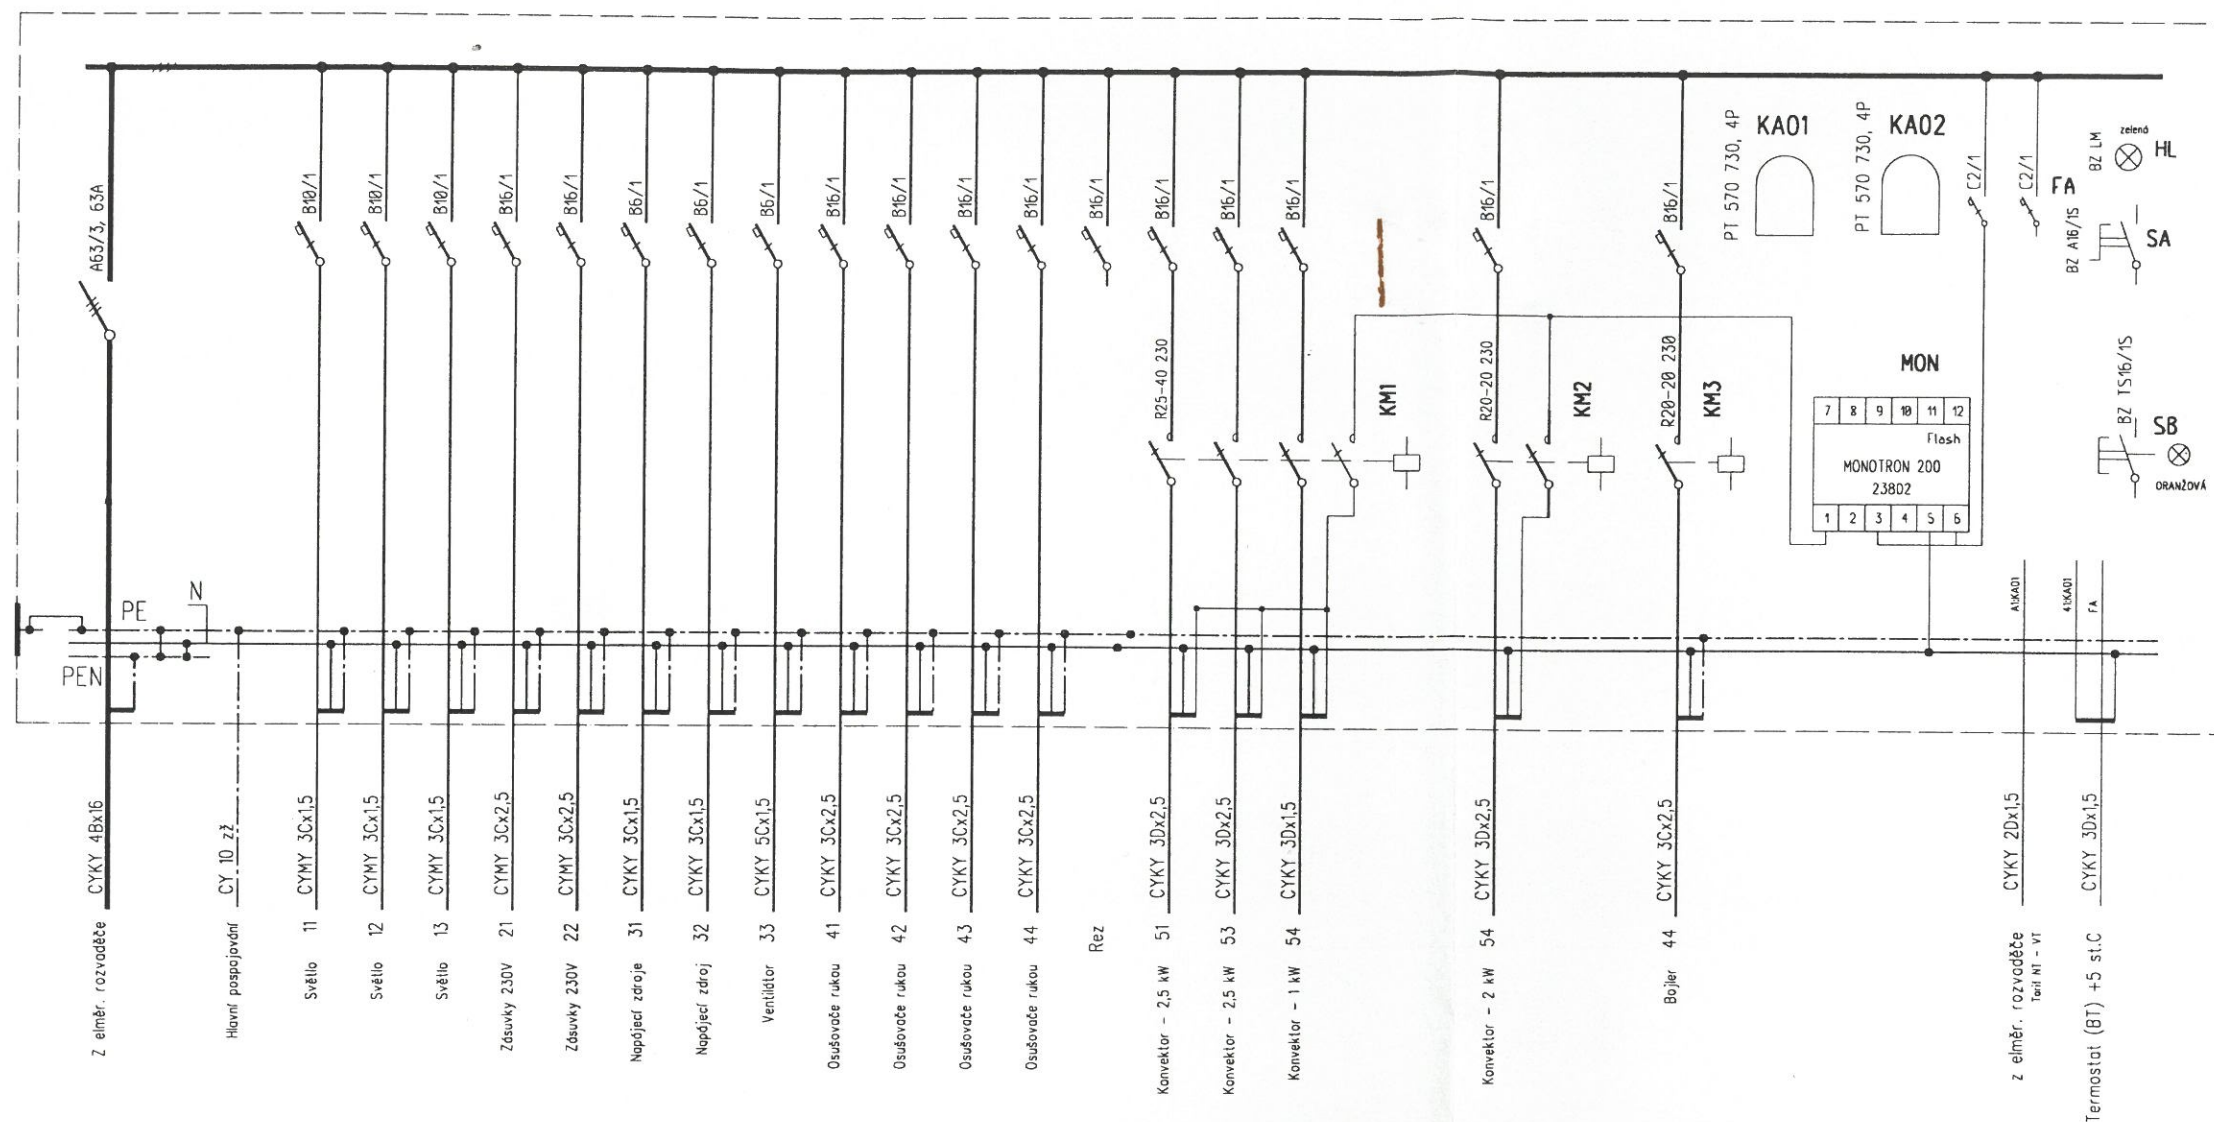 A63/3, 63A
B10/1
B10/1
B10/1
B16/1
B16/1
B6/1
B6/1
B6/1
B16/1
B16/1
B16/1
B16/1
B16/1
B16/1
B16/1
B16/1
B16/1
B16/1
PT 570 730, 4P
KA01
PT 570 730, 4P
KA02
C2/1
C2/1
FA
BZ LM
zelená
HL
BZ A16/1S
SA
R25-40 230
KM1
R20-20 230
KM2
R20-20 230
KM3
MON
7 8 9 10 11 12
Flash
MONOTRON 200
238D2
1 2 3 4 5 6
BZ TS16/1S
SB
ORANŽOVÁ
PE
N
PEN
A1:KA01
41:KA01
FA
CYKY 4Bx16
CY 10 zž
CYMY 3Cx1,5
CYMY 3Cx1,5
CYMY 3Cx1,5
CYMY 3Cx2,5
CYMY 3Cx2,5
CYKY 3Cx1,5
CYKY 3Cx1,5
CYKY 5Cx1,5
CYKY 3Cx2,5
CYKY 3Cx2,5
CYKY 3Cx2,5
CYKY 3Cx2,5
CYKY 3Dx2,5
CYKY 3Dx2,5
CYKY 3Dx1,5
CYKY 3Dx2,5
CYKY 3Cx2,5
CYKY 2Dx1,5
CYKY 3Dx1,5
Z elměr. rozvaděče
Hlavní pospojování
Světlo 11
Světlo 12
Světlo 13
Zásuvky 230V 21
Zásuvky 230V 22
Napájecí zdroje 31
Napájecí zdroj 32
Ventilátor 33
Osušovače rukou 41
Osušovače rukou 42
Osušovače rukou 43
Osušovače rukou 44
Rez
Konvektor - 2,5 kW 51
Konvektor - 2,5 kW 53
Konvektor - 1 kW 54
Konvektor - 2 kW 54
Bojler 44
z elměr. rozvaděče
Tarif NT - VT
Termostat (BT) +5 st.C